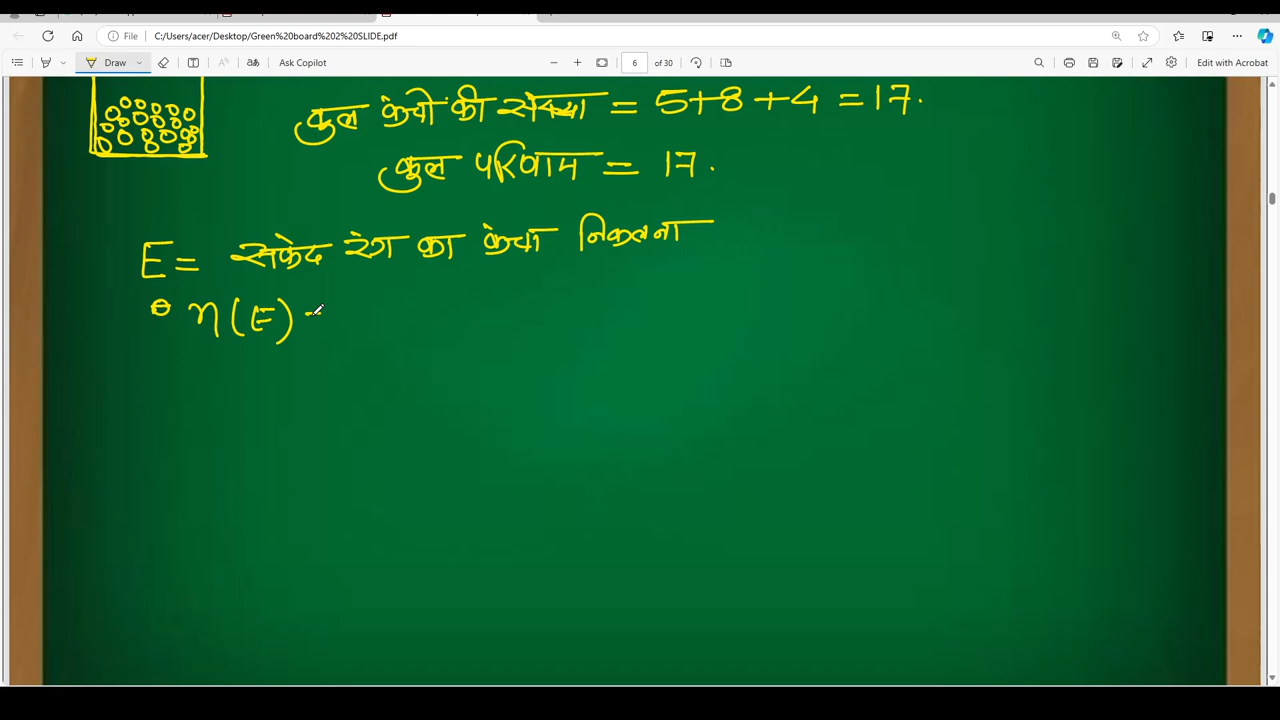 File C:/Users/acer/Desktop/Green%20board%202%20SLIDE.pdf
Draw Ask Copilot 6 of 30 Edit with Acrobat
कुल कंचों की संख्या = 5+8+4 = 17.
कुल परिणाम = 17.
E = सफेद रंग का कंचा निकलना
n(E) -